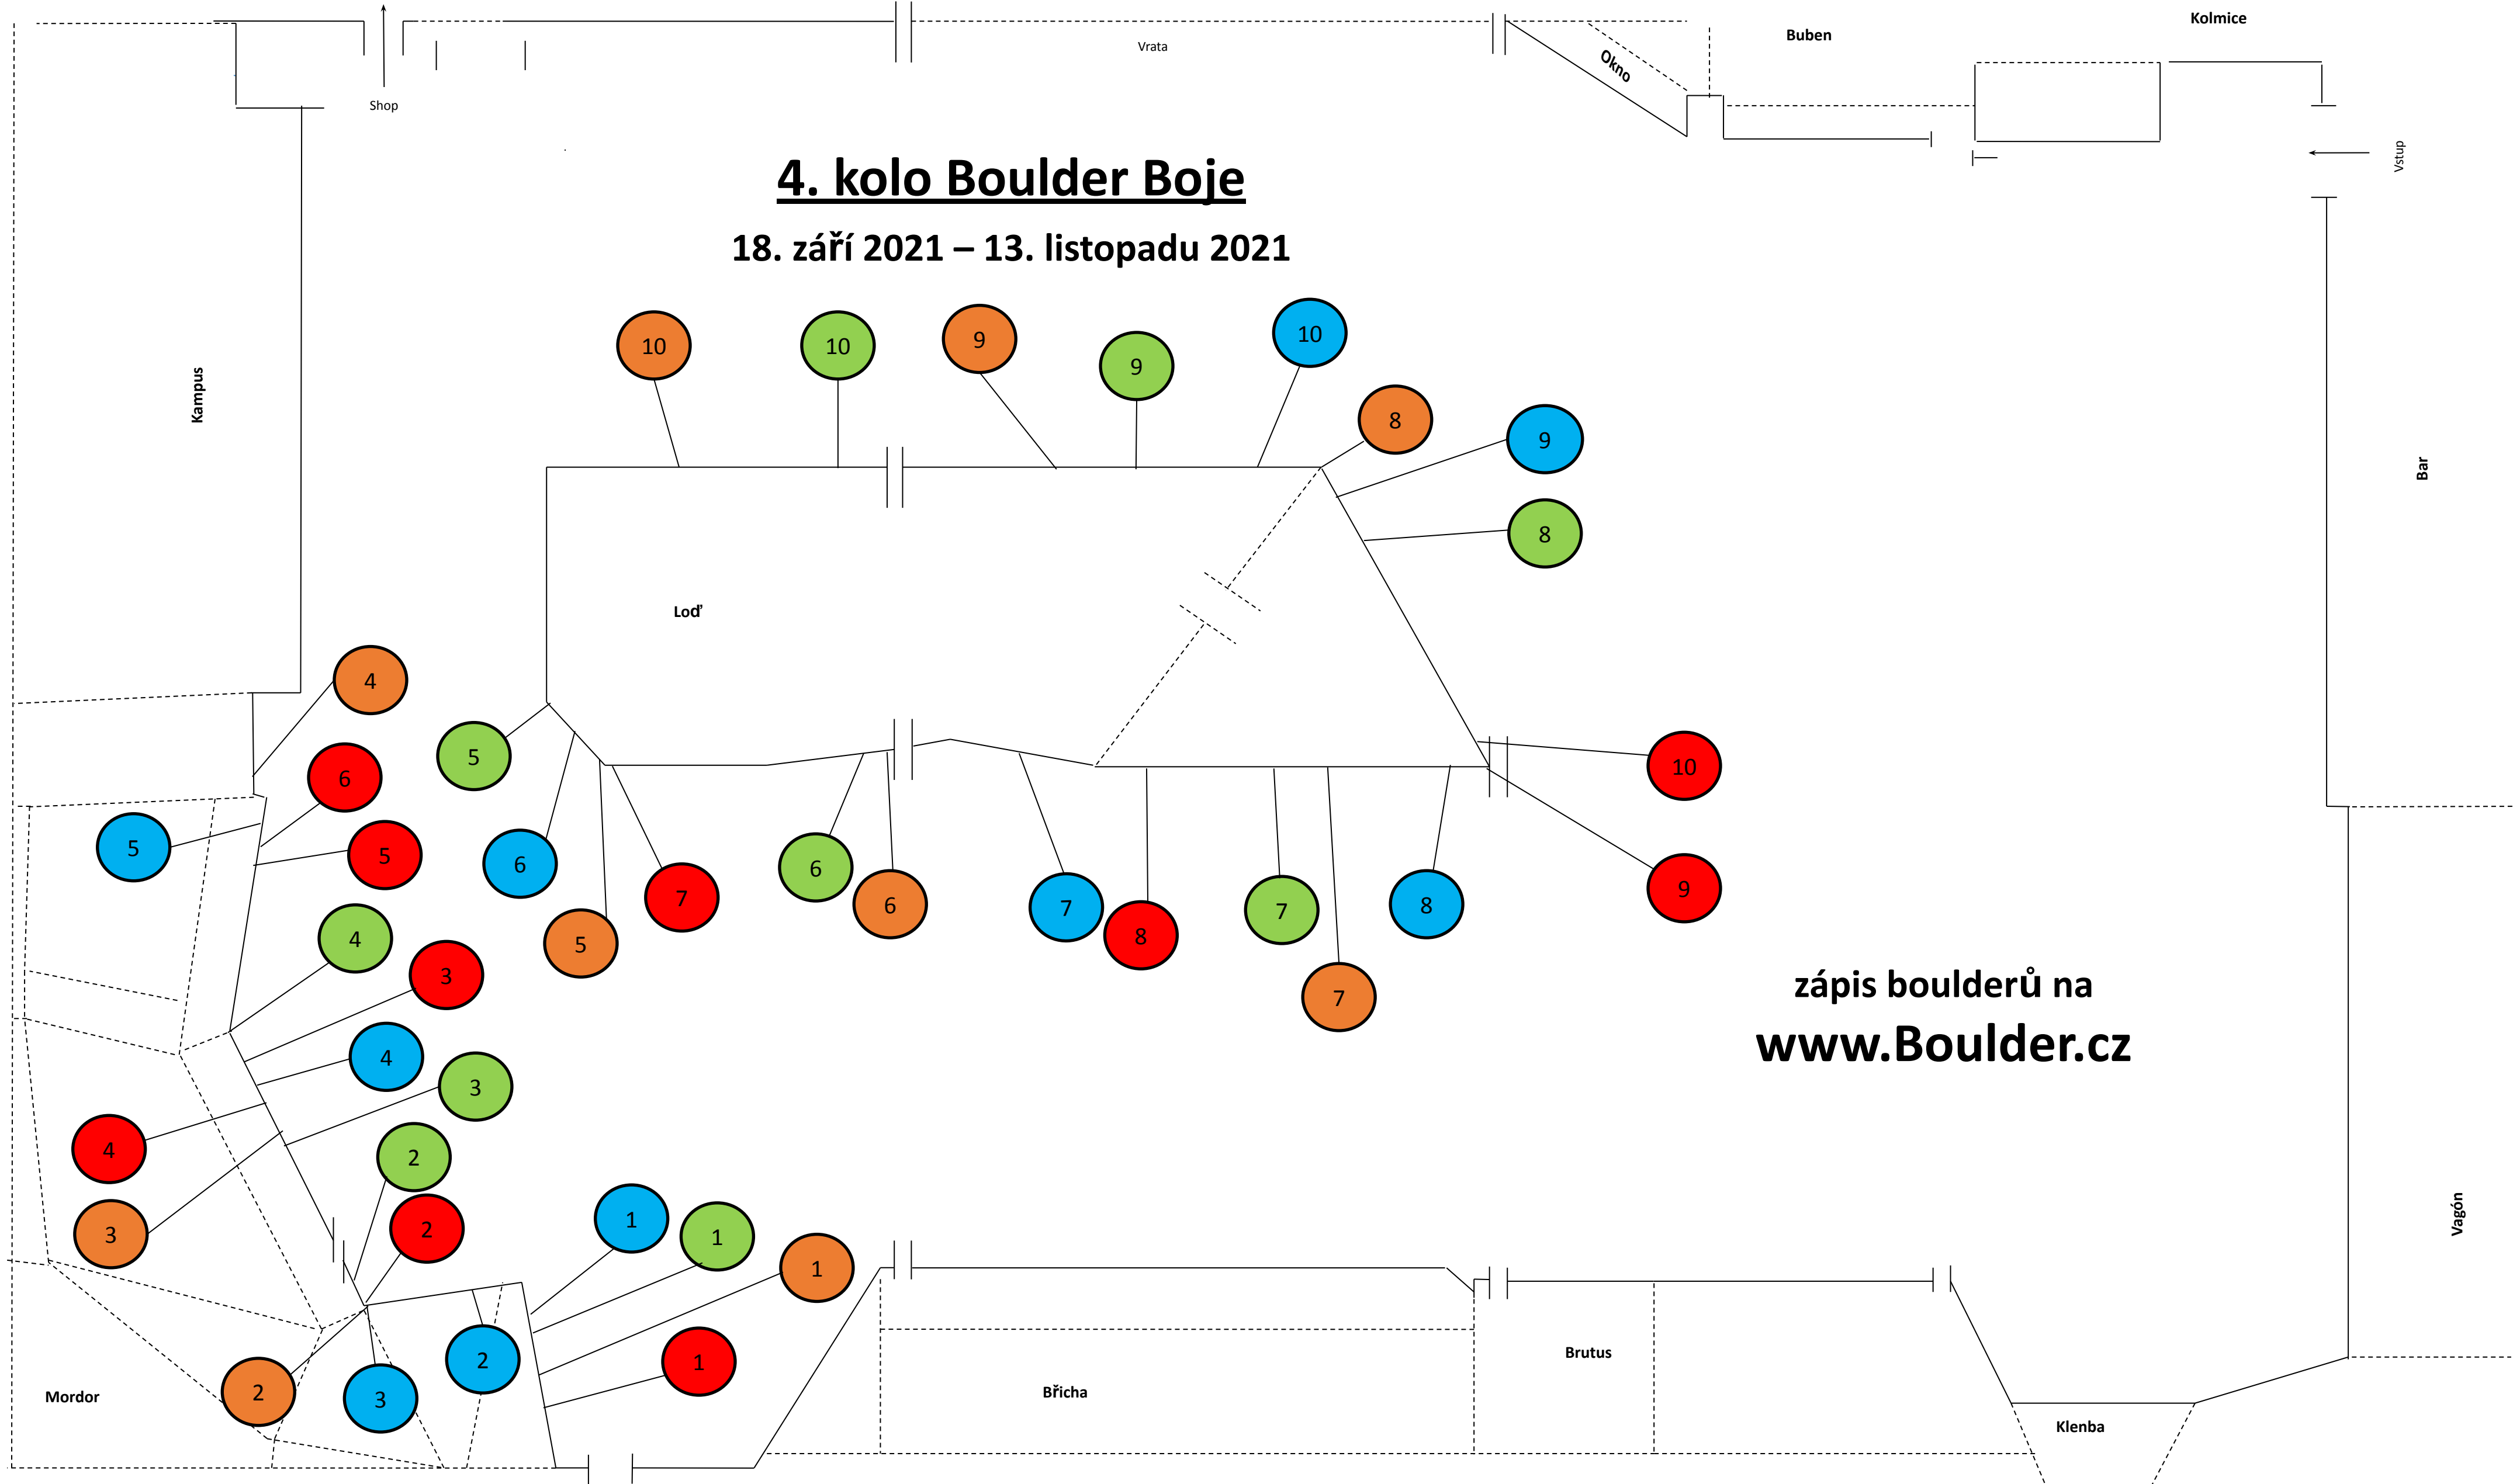 Kolmice
Buben
Vrata
Okno
Shop
Vstup
4. kolo Boulder Boje
18. září 2021 – 13. listopadu 2021
10
10
9
9
10
8
9
8
Kampus
Bar
Loď
4
5
6
10
5
5
6
5
7
6
6
7
8
7
8
9
4
5
3
7
zápis boulderů na
www.Boulder.cz
4
3
4
2
3
2
1
1
1
Vagón
2
3
2
1
Mordor
Břicha
Brutus
Klenba